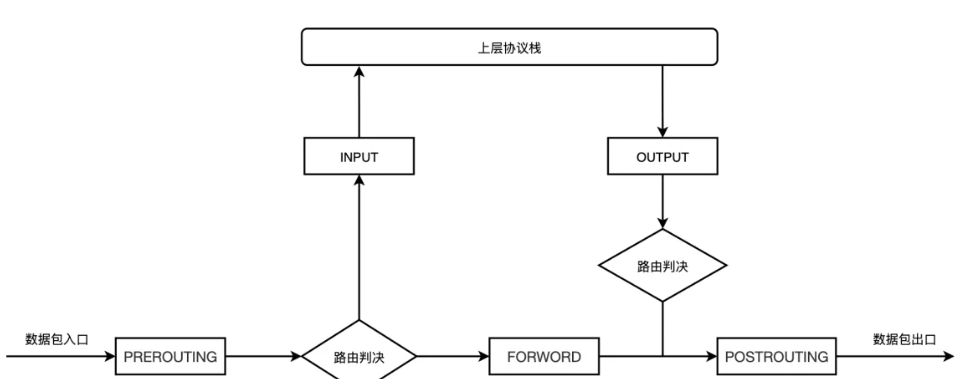 上层协议栈
INPUT
OUTPUT
路由判决
数据包入口
数据包出口
PREROUTING
路由判决
FORWORD
POSTROUTING